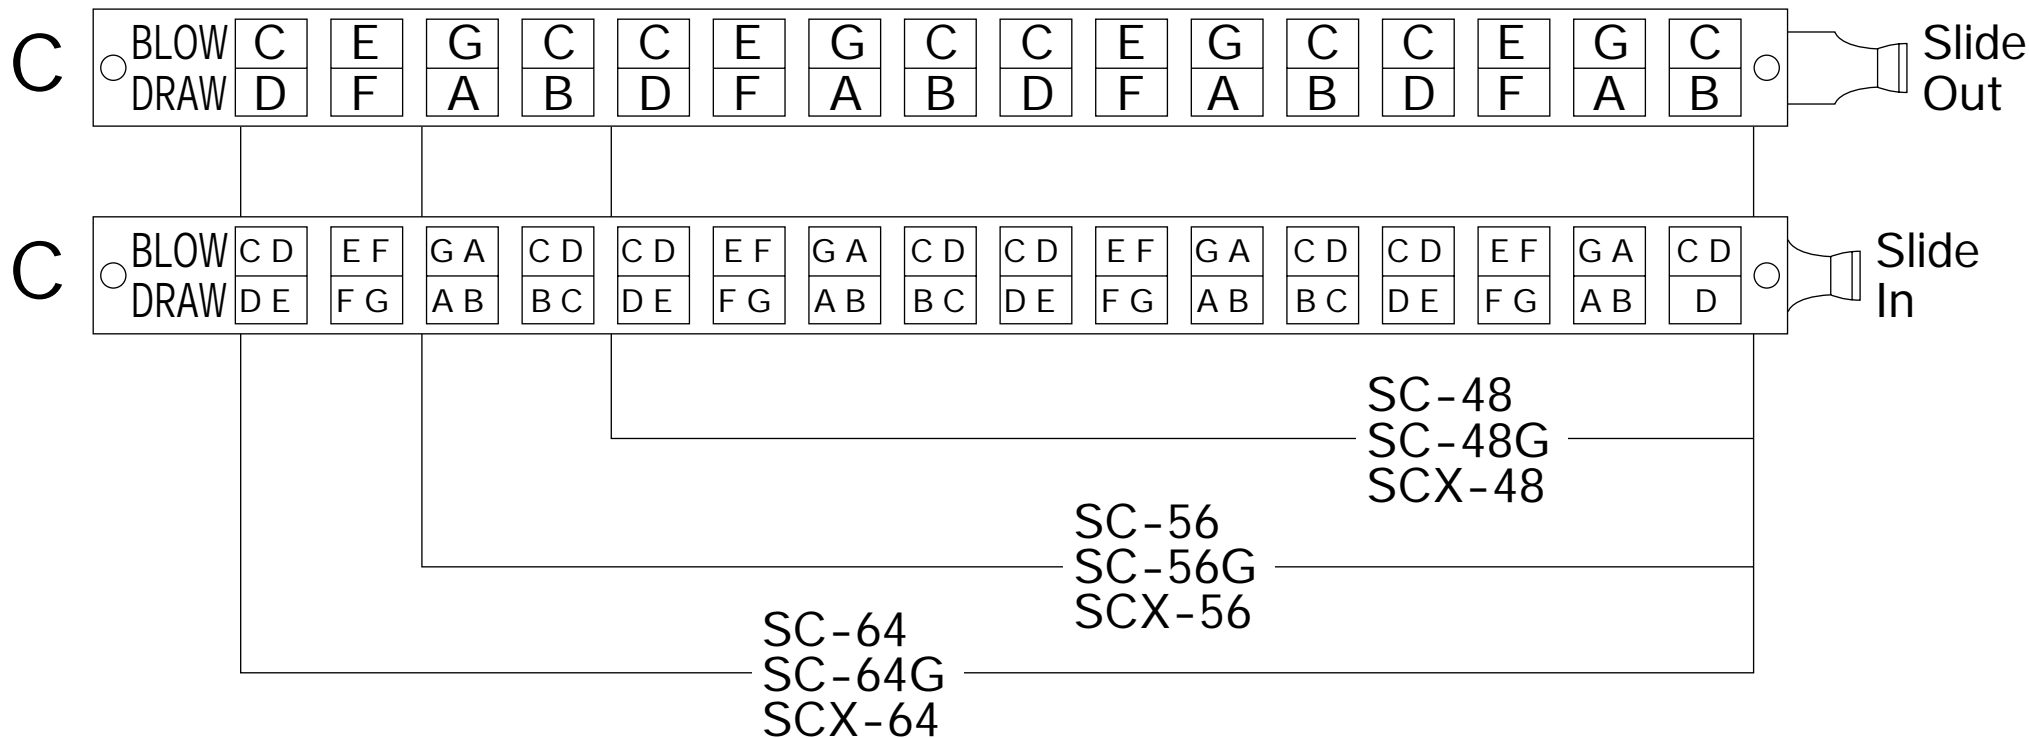 C
BLOW C E G C C E G C C E G C C E G C
DRAW D F A B D F A B D F A B D F A B
Slide
Out
C
BLOW C D E F G A C D C D E F G A C D C D E F G A C D C D E F G A C D
DRAW D E F G A B B C D E F G A B B C D E F G A B B C D E F G A B D
Slide
In
SC-48
SC-48G
SCX-48
SC-56
SC-56G
SCX-56
SC-64
SC-64G
SCX-64